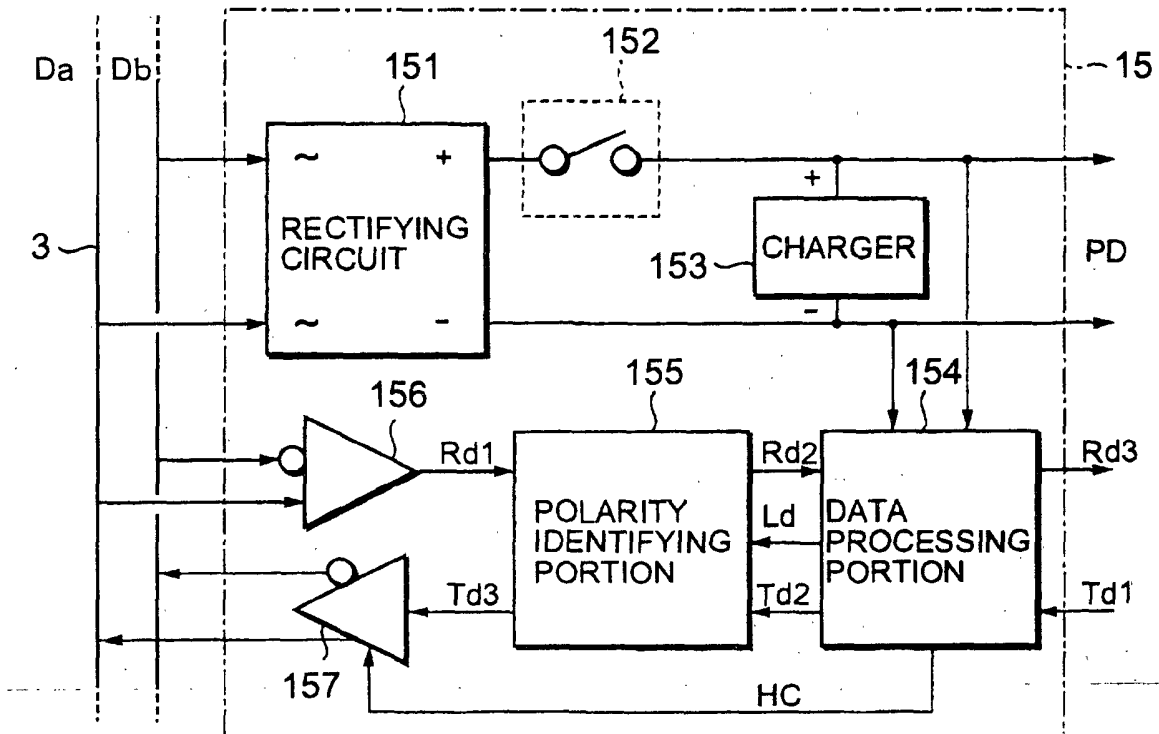 152
151
15
Da
Db
~
+
+
RECTIFYING
CIRCUIT
CHARGER
3
153
PD
~
-
-
155
154
156
Rd1
Rd2
Rd3
POLARITY
IDENTIFYING
PORTION
Ld
DATA
PROCESSING
PORTION
Td3
Td2
Td1
157
HC